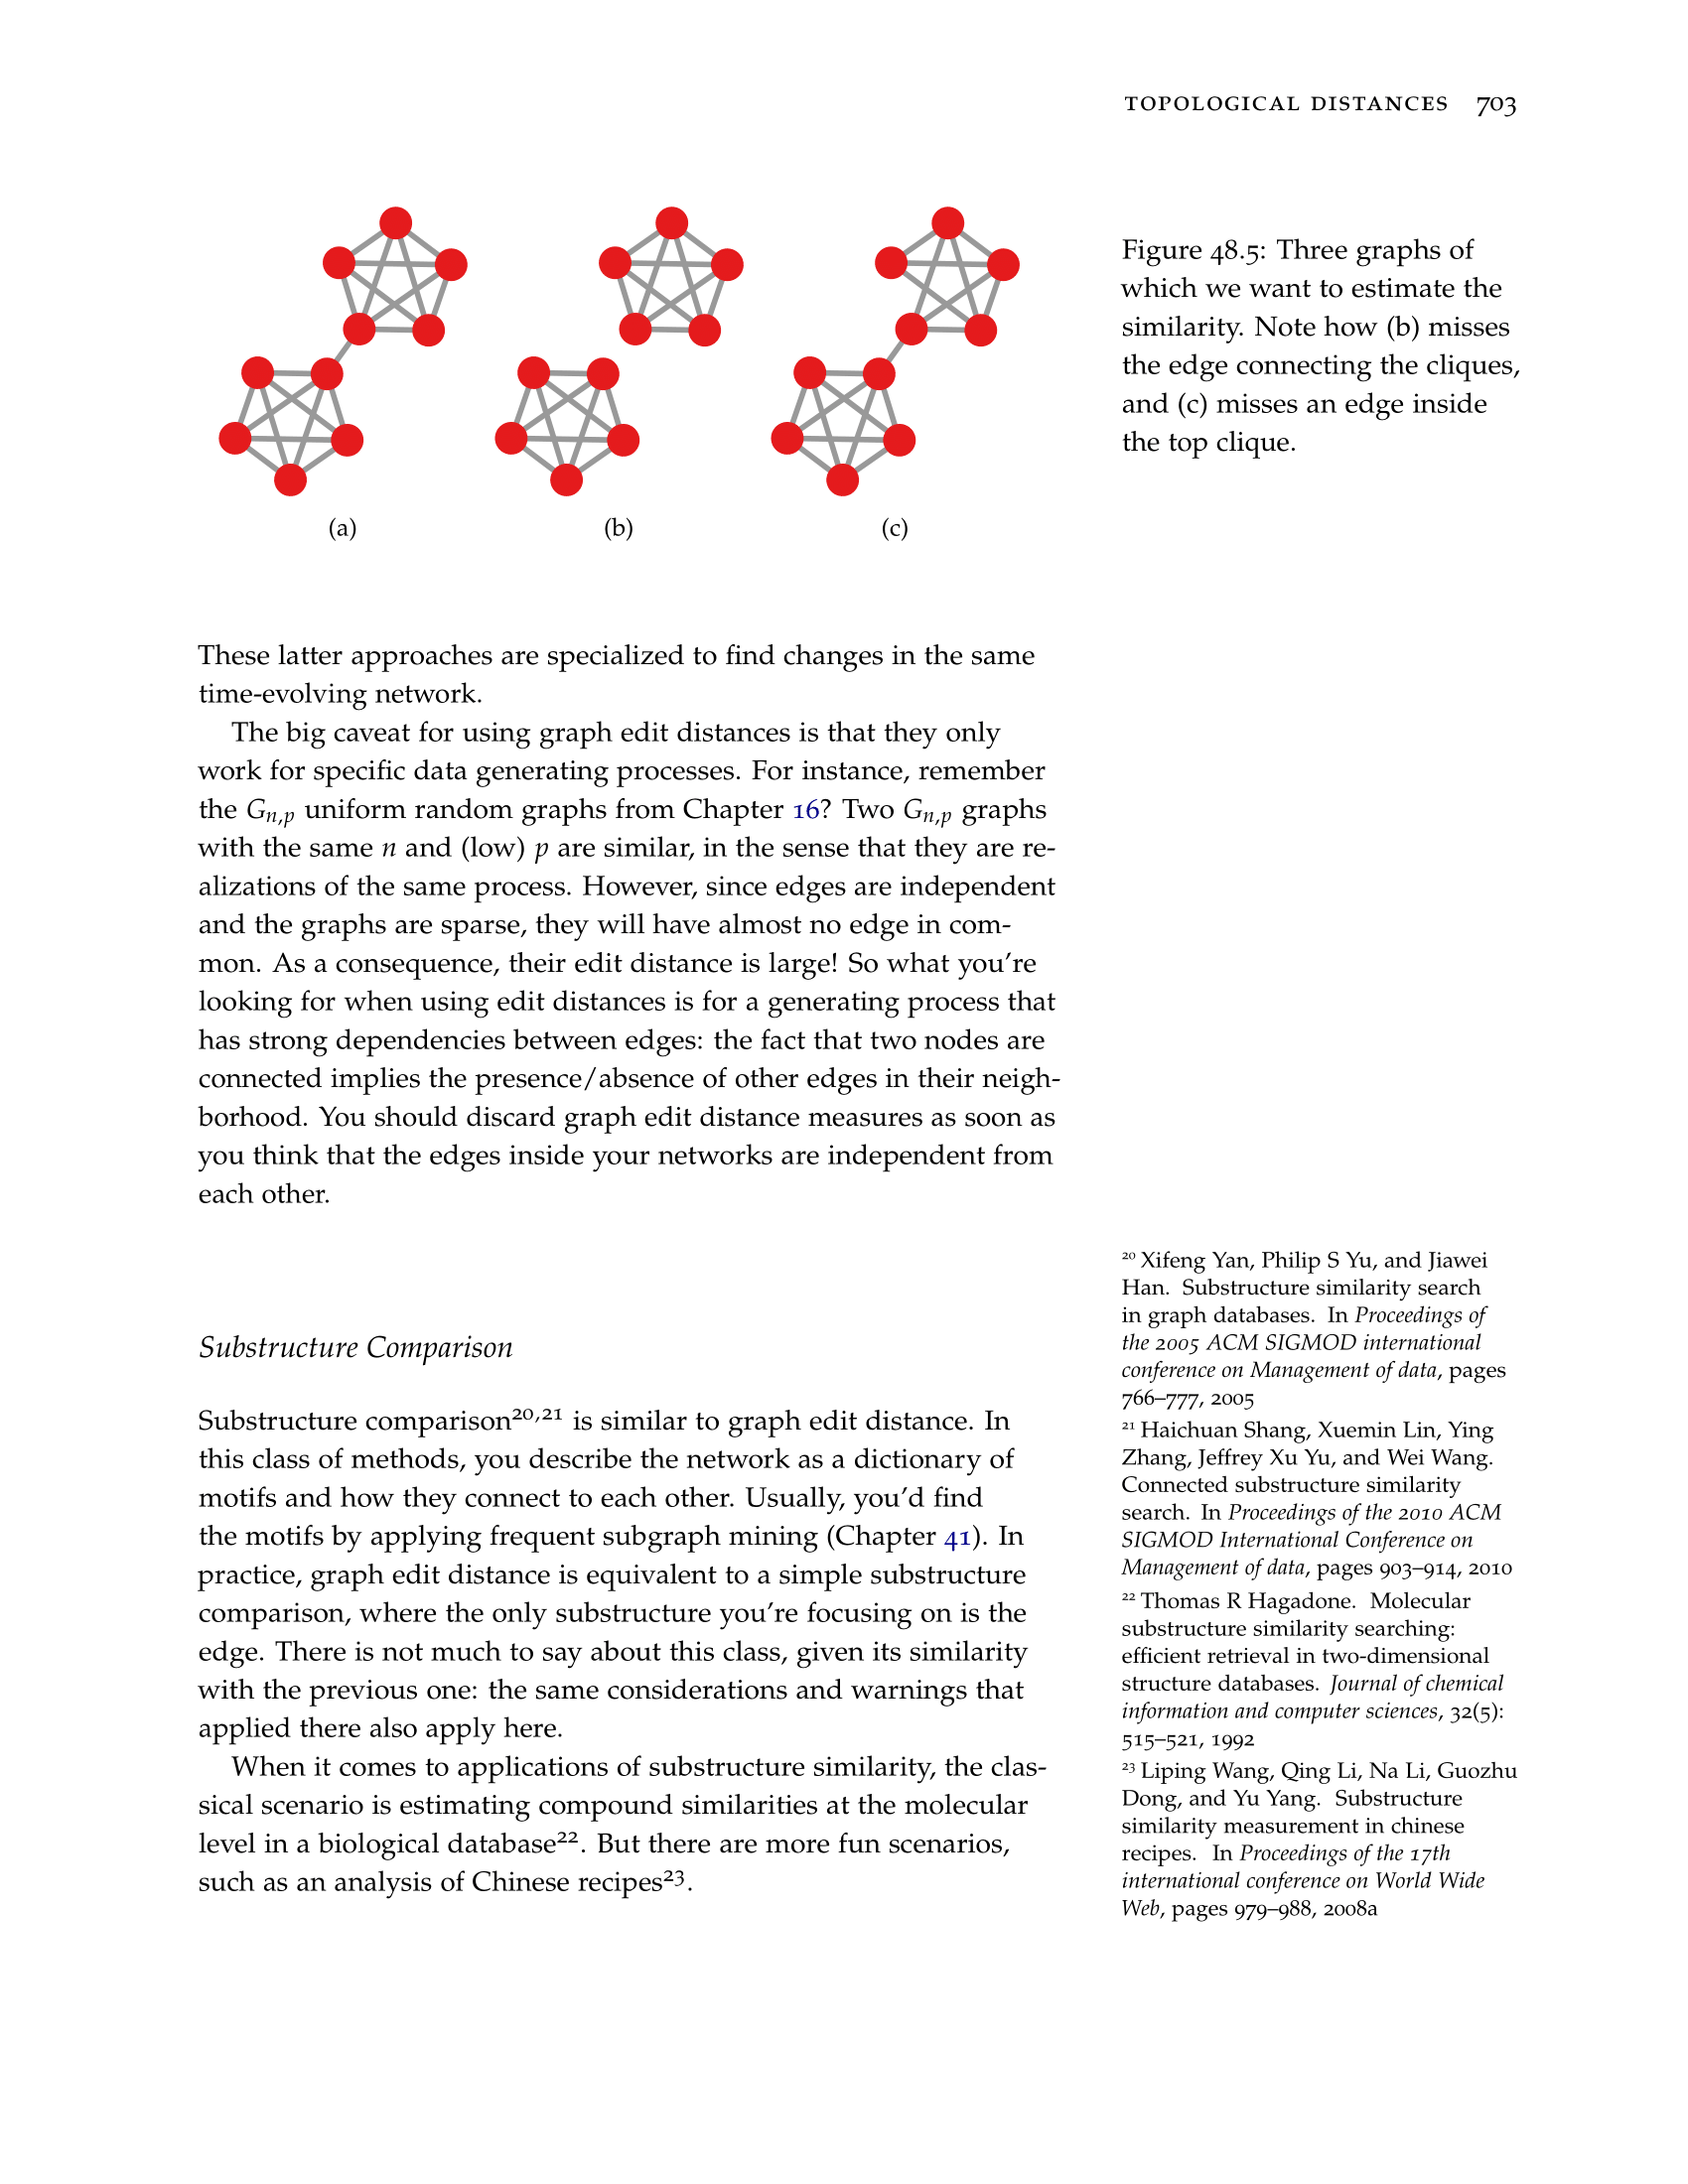 TOPOLOGICAL DISTANCES 703
(a)
(b)
(c)
Figure 48.5: Three graphs of
which we want to estimate the
similarity. Note how (b) misses
the edge connecting the cliques,
and (c) misses an edge inside
the top clique.
These latter approaches are specialized to find changes in the same
time-evolving network.
The big caveat for using graph edit distances is that they only
work for specific data generating processes. For instance, remember
the Gn,p uniform random graphs from Chapter 16? Two Gn,p graphs
with the same n and (low) p are similar, in the sense that they are re-
alizations of the same process. However, since edges are independent
and the graphs are sparse, they will have almost no edge in com-
mon. As a consequence, their edit distance is large! So what you're
looking for when using edit distances is for a generating process that
has strong dependencies between edges: the fact that two nodes are
connected implies the presence/absence of other edges in their neigh-
borhood. You should discard graph edit distance measures as soon as
you think that the edges inside your networks are independent from
each other.
Substructure Comparison
Substructure comparison20,21 is similar to graph edit distance. In
this class of methods, you describe the network as a dictionary of
motifs and how they connect to each other. Usually, you'd find
the motifs by applying frequent subgraph mining (Chapter 41). In
practice, graph edit distance is equivalent to a simple substructure
comparison, where the only substructure you're focusing on is the
edge. There is not much to say about this class, given its similarity
with the previous one: the same considerations and warnings that
applied there also apply here.
When it comes to applications of substructure similarity, the clas-
sical scenario is estimating compound similarities at the molecular
level in a biological database22. But there are more fun scenarios,
such as an analysis of Chinese recipes23.
20 Xifeng Yan, Philip S Yu, and Jiawei
Han. Substructure similarity search
in graph databases. In Proceedings of
the 2005 ACM SIGMOD international
conference on Management of data, pages
766–777, 2005
21 Haichuan Shang, Xuemin Lin, Ying
Zhang, Jeffrey Xu Yu, and Wei Wang.
Connected substructure similarity
search. In Proceedings of the 2010 ACM
SIGMOD International Conference on
Management of data, pages 903–914, 2010
22 Thomas R Hagadone. Molecular
substructure similarity searching:
efficient retrieval in two-dimensional
structure databases. Journal of chemical
information and computer sciences, 32(5):
515–521, 1992
23 Liping Wang, Qing Li, Na Li, Guozhu
Dong, and Yu Yang. Substructure
similarity measurement in chinese
recipes. In Proceedings of the 17th
international conference on World Wide
Web, pages 979–988, 2008a